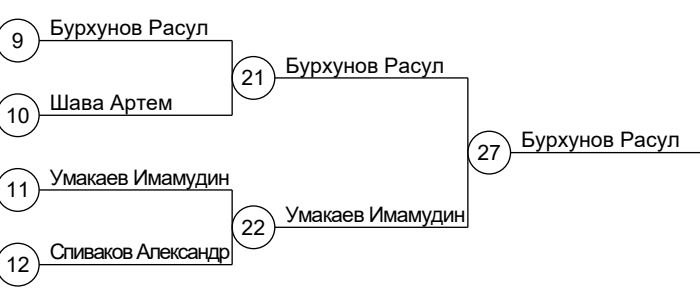 9 Бурхунов Расул
21 Бурхунов Расул
10 Шава Артем
27 Бурхунов Расул
11 Умакаев Имамудин
22 Умакаев Имамудин
12 Спиваков Александр